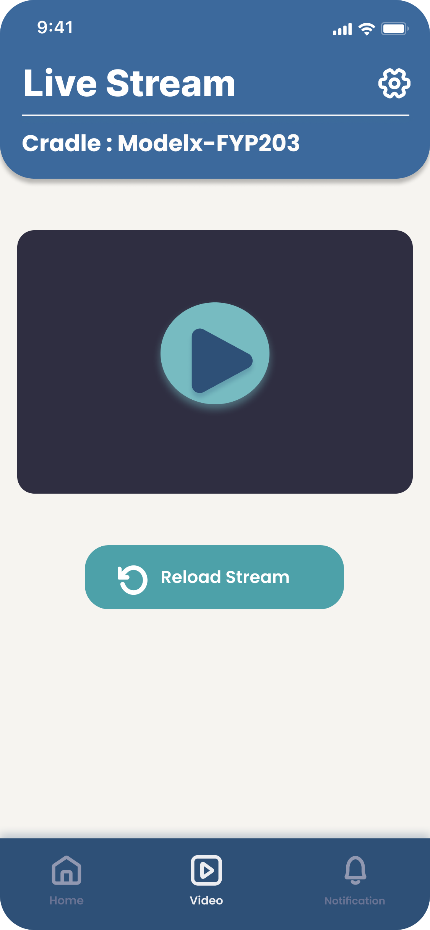 9:41
Live Stream
Cradle : Modelx-FYP203
Reload Stream
Home
Video
Notification